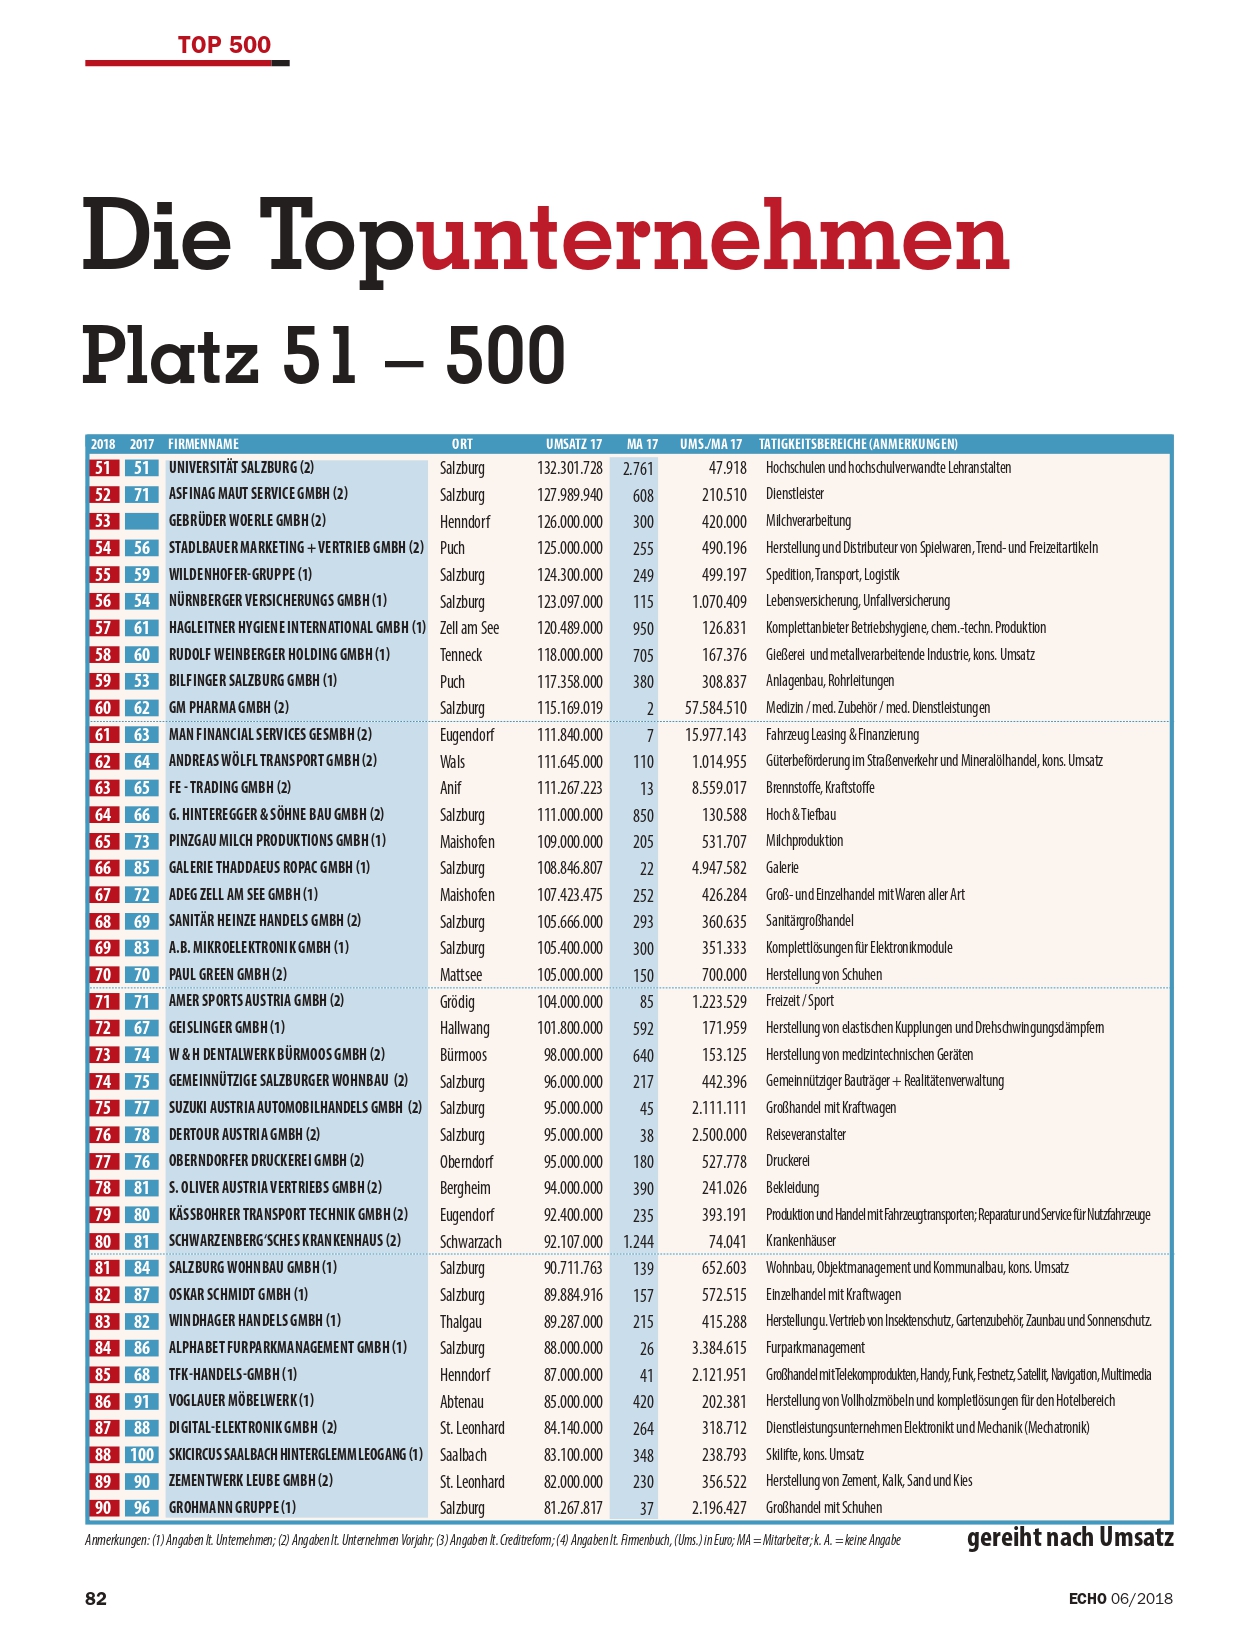 TOP 500
Die Topunternehmen
Platz 51 – 500
2018 2017 FIRMENNAME ORT UMSATZ 17 MA 17 UMS./MA 17 TÄTIGKEITSBEREICHE (ANMERKUNGEN)
51 51 UNIVERSITÄT SALZBURG (2) Salzburg 132.301.728 2.761 47.918 Hochschulen und hochschulverwandte Lehranstalten
52 71 ASFINAG MAUT SERVICE GMBH (2) Salzburg 127.989.940 608 210.510 Dienstleister
53 GEBRÜDER WOERLE GMBH (2) Henndorf 126.000.000 300 420.000 Milchverarbeitung
54 56 STADLBAUER MARKETING + VERTRIEB GMBH (2) Puch 125.000.000 255 490.196 Herstellung und Distributeur von Spielwaren, Trend- und Freizeitartikeln
55 59 WILDENHOFER-GRUPPE (1) Salzburg 124.300.000 249 499.197 Spedition, Transport, Logistik
56 54 NÜRNBERGER VERSICHERUNGS GMBH (1) Salzburg 123.097.000 115 1.070.409 Lebensversicherung, Unfallversicherung
57 61 HAGLEITNER HYGIENE INTERNATIONAL GMBH (1) Zell am See 120.489.000 950 126.831 Komplettanbieter Betriebshygiene, chem.-techn. Produktion
58 60 RUDOLF WEINBERGER HOLDING GMBH (1) Tenneck 118.000.000 705 167.376 Gießerei und metallverarbeitende Industrie, kons. Umsatz
59 53 BILFINGER SALZBURG GMBH (1) Puch 117.358.000 380 308.837 Anlagenbau, Rohrleitungen
60 62 GM PHARMA GMBH (2) Salzburg 115.169.019 2 57.584.510 Medizin / med. Zubehör / med. Dienstleistungen
61 63 MAN FINANCIAL SERVICES GESMBH (2) Eugendorf 111.840.000 7 15.977.143 Fahrzeug Leasing & Finanzierung
62 64 ANDREAS WÖLFL TRANSPORT GMBH (2) Wals 111.645.000 110 1.014.955 Güterbeförderung im Straßenverkehr und Mineralölhandel, kons. Umsatz
63 65 FE - TRADING GMBH (2) Anif 111.267.223 13 8.559.017 Brennstoffe, Kraftstoffe
64 66 G. HINTEREGGER & SÖHNE BAU GMBH (2) Salzburg 111.000.000 850 130.588 Hoch & Tiefbau
65 73 PINZGAU MILCH PRODUKTIONS GMBH (1) Maishofen 109.000.000 205 531.707 Milchproduktion
66 85 GALERIE THADDAEUS ROPAC GMBH (1) Salzburg 108.846.807 22 4.947.582 Galerie
67 72 ADEG ZELL AM SEE GMBH (1) Maishofen 107.423.475 252 426.284 Groß- und Einzelhandel mit Waren aller Art
68 69 SANITÄR HEINZE HANDELS GMBH (2) Salzburg 105.666.000 293 360.635 Sanitärgroßhandel
69 83 A.B. MIKROELEKTRONIK GMBH (1) Salzburg 105.400.000 300 351.333 Komplettlösungen für Elektronikmodule
70 70 PAUL GREEN GMBH (2) Mattsee 105.000.000 150 700.000 Herstellung von Schuhen
71 71 AMER SPORTS AUSTRIA GMBH (2) Grödig 104.000.000 85 1.223.529 Freizeit / Sport
72 67 GEISLINGER GMBH (1) Hallwang 101.800.000 592 171.959 Herstellung von elastischen Kupplungen und Drehschwingungsdämpfern
73 74 W & H DENTALWERK BÜRMOOS GMBH (2) Bürmoos 98.000.000 640 153.125 Herstellung von medizintechnischen Geräten
74 75 GEMEINNÜTZIGE SALZBURGER WOHNBAU (2) Salzburg 96.000.000 217 442.396 Gemeinnütziger Bauträger + Realitätenverwaltung
75 77 SUZUKI AUSTRIA AUTOMOBILHANDELS GMBH (2) Salzburg 95.000.000 45 2.111.111 Großhandel mit Kraftwagen
76 78 DERTOUR AUSTRIA GMBH (2) Salzburg 95.000.000 38 2.500.000 Reiseveranstalter
77 76 OBERNDORFER DRUCKEREI GMBH (2) Oberndorf 95.000.000 180 527.778 Druckerei
78 81 S. OLIVER AUSTRIA VERTRIEBS GMBH (2) Bergheim 94.000.000 390 241.026 Bekleidung
79 80 KÄSSBOHRER TRANSPORT TECHNIK GMBH (2) Eugendorf 92.400.000 235 393.191 Produktion und Handel mit Fahrzeugtransporten; Reparatur und Service für Nutzfahrzeuge
80 81 SCHWARZENBERG'SCHES KRANKENHAUS (2) Schwarzach 92.107.000 1.244 74.041 Krankenhäuser
81 84 SALZBURG WOHNBAU GMBH (1) Salzburg 90.711.763 139 652.603 Wohnbau, Objektmanagement und Kommunalbau, kons. Umsatz
82 87 OSKAR SCHMIDT GMBH (1) Salzburg 89.884.916 157 572.515 Einzelhandel mit Kraftwagen
83 82 WINDHAGER HANDELS GMBH (1) Thalgau 89.287.000 215 415.288 Herstellung u. Vertrieb von Insektenschutz, Gartenzubehör, Zaunbau und Sonnenschutz.
84 86 ALPHABET FURPARKMANAGEMENT GMBH (1) Salzburg 88.000.000 26 3.384.615 Furparkmanagement
85 68 TFK-HANDELS-GMBH (1) Henndorf 87.000.000 41 2.121.951 Großhandel mit Telekomprodukten, Handy, Funk, Festnetz, Satellit, Navigation, Multimedia
86 91 VOGLAUER MÖBELWERK (1) Abtenau 85.000.000 420 202.381 Herstellung von Vollholzmöbeln und kompletlösungen für den Hotelbereich
87 88 DIGITAL-ELEKTRONIK GMBH (2) St. Leonhard 84.140.000 264 318.712 Dienstleistungsunternehmen Elektronikt und Mechanik (Mechatronik)
88 100 SKICIRCUS SAALBACH HINTERGLEMM LEOGANG (1) Saalbach 83.100.000 348 238.793 Skilifte, kons. Umsatz
89 90 ZEMENTWERK LEUBE GMBH (2) St. Leonhard 82.000.000 230 356.522 Herstellung von Zement, Kalk, Sand und Kies
90 96 GROHMANN GRUPPE (1) Salzburg 81.267.817 37 2.196.427 Großhandel mit Schuhen
Anmerkungen: (1) Angaben lt. Unternehmen; (2) Angaben lt. Unternehmen Vorjahr; (3) Angaben lt. Creditreform; (4) Angaben lt. Firmenbuch, (Ums.) in Euro; MA = Mitarbeiter; k. A. = keine Angabe
gereiht nach Umsatz
82
ECHO 06/2018